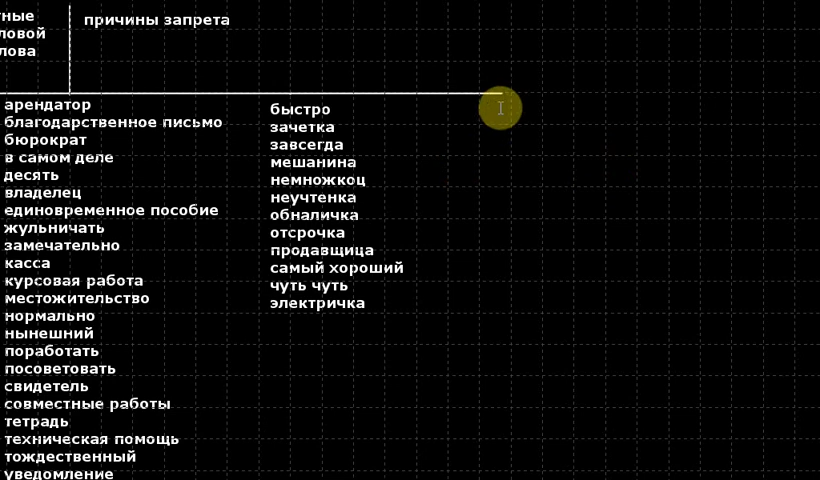 тные
ловой
лова
причины запрета
арендатор
благодарственное письмо
бюрократ
в самом деле
десять
владелец
единовременное пособие
жульничать
замечательно
касса
курсовая работа
местожительство
нормально
нынешний
поработать
посоветовать
свидетель
совместные работы
тетрадь
техническая помощь
тождественный
уведомление
быстро
зачетка
завсегда
мешанина
немножкоц
неучтенка
обналичка
отсрочка
продавщица
самый хороший
чуть чуть
электричка